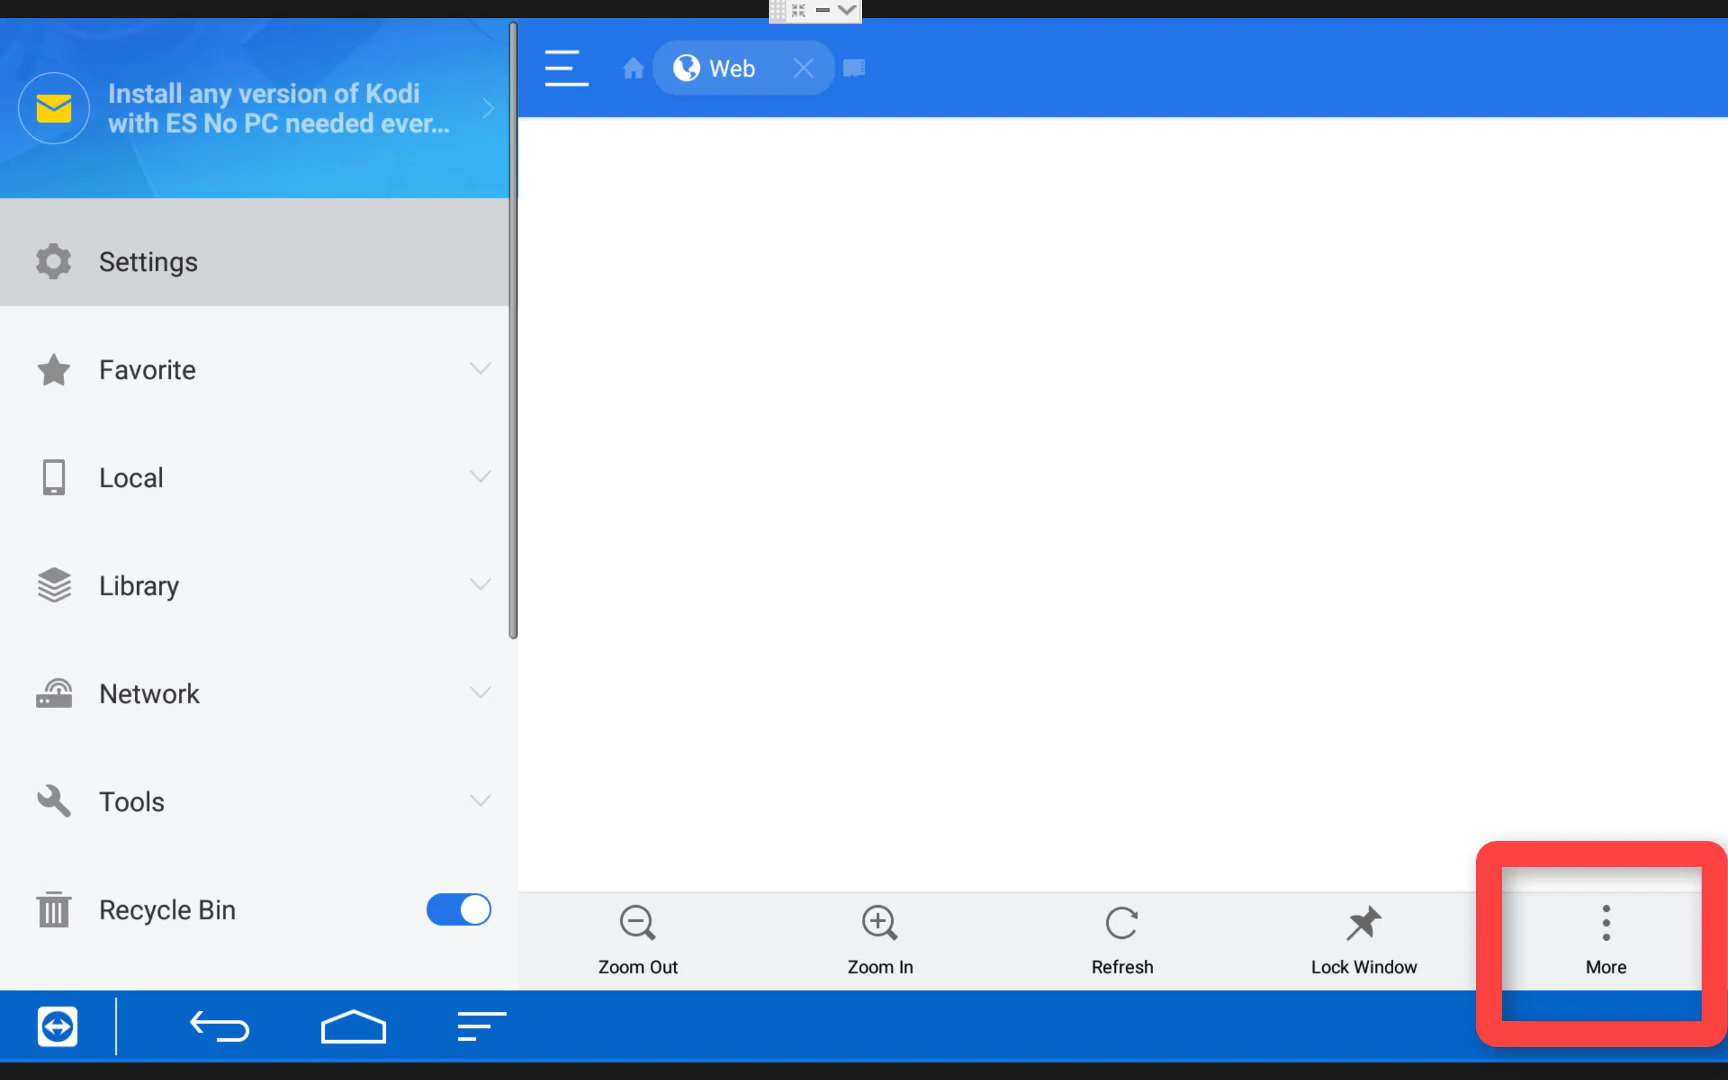 Install any version of Kodi
with ES No PC needed ever...
Web
Settings
Favorite
Local
Library
Network
Tools
Recycle Bin
Zoom Out
Zoom In
Refresh
Lock Window
More